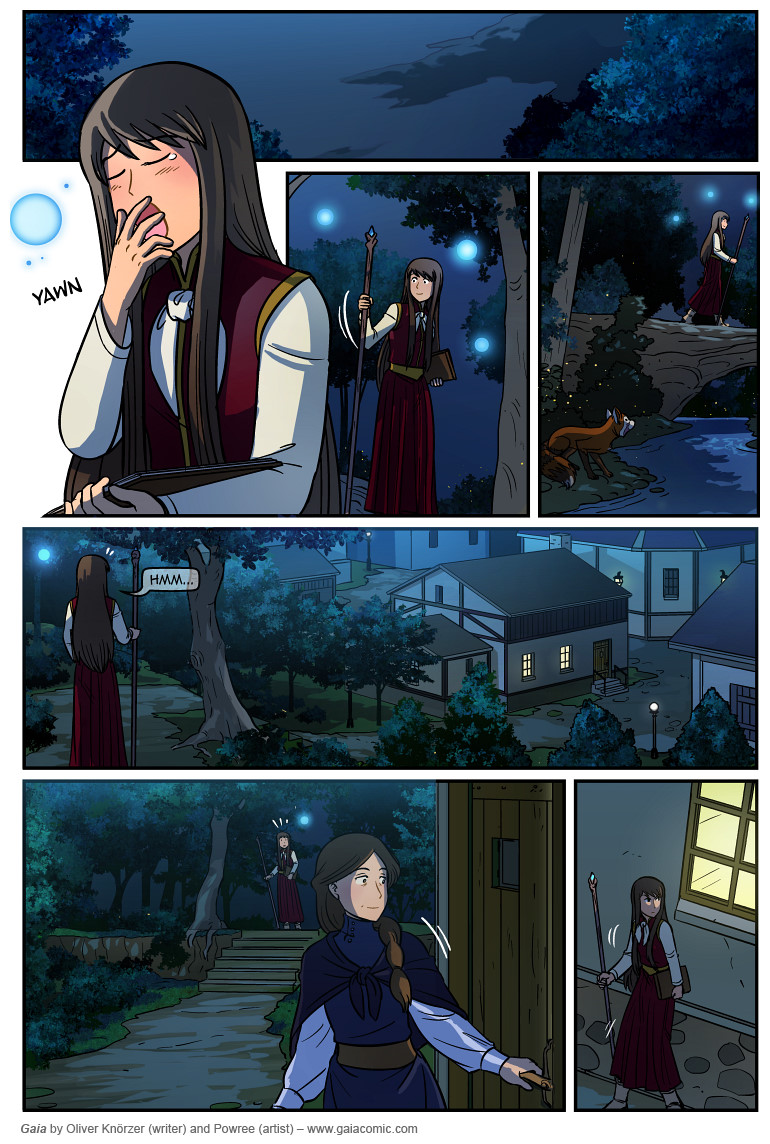 YAWN
HMM...
Gaia by Oliver Knörzer (writer) and Powree (artist) – www.gaiacomic.com